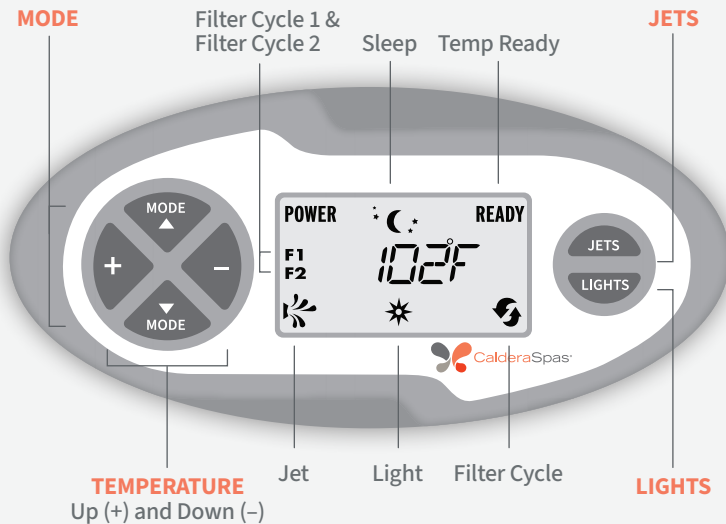 MODE
Filter Cycle 1 &
Filter Cycle 2
Sleep
Temp Ready
JETS
MODE
POWER
READY
F1
F2
102°F
+
–
MODE
JETS
LIGHTS
CalderaSpas®
TEMPERATURE
Up (+) and Down (–)
Jet
Light
Filter Cycle
LIGHTS